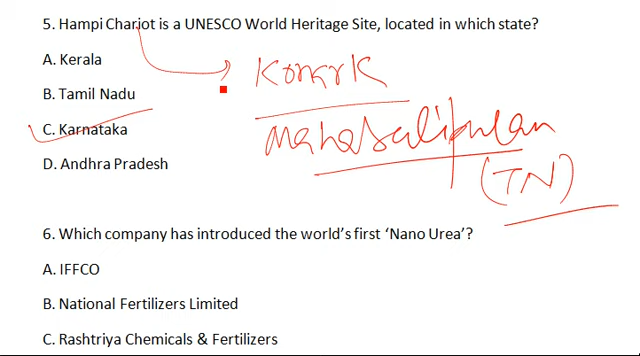 5. Hampi Chariot is a UNESCO World Heritage Site, located in which state?
A. Kerala
Konark
B. Tamil Nadu
C. Karnataka
D. Andhra Pradesh
(TN)
6. Which company has introduced the world's first ‘Nano Urea’?
A. IFFCO
B. National Fertilizers Limited
C. Rashtriya Chemicals & Fertilizers